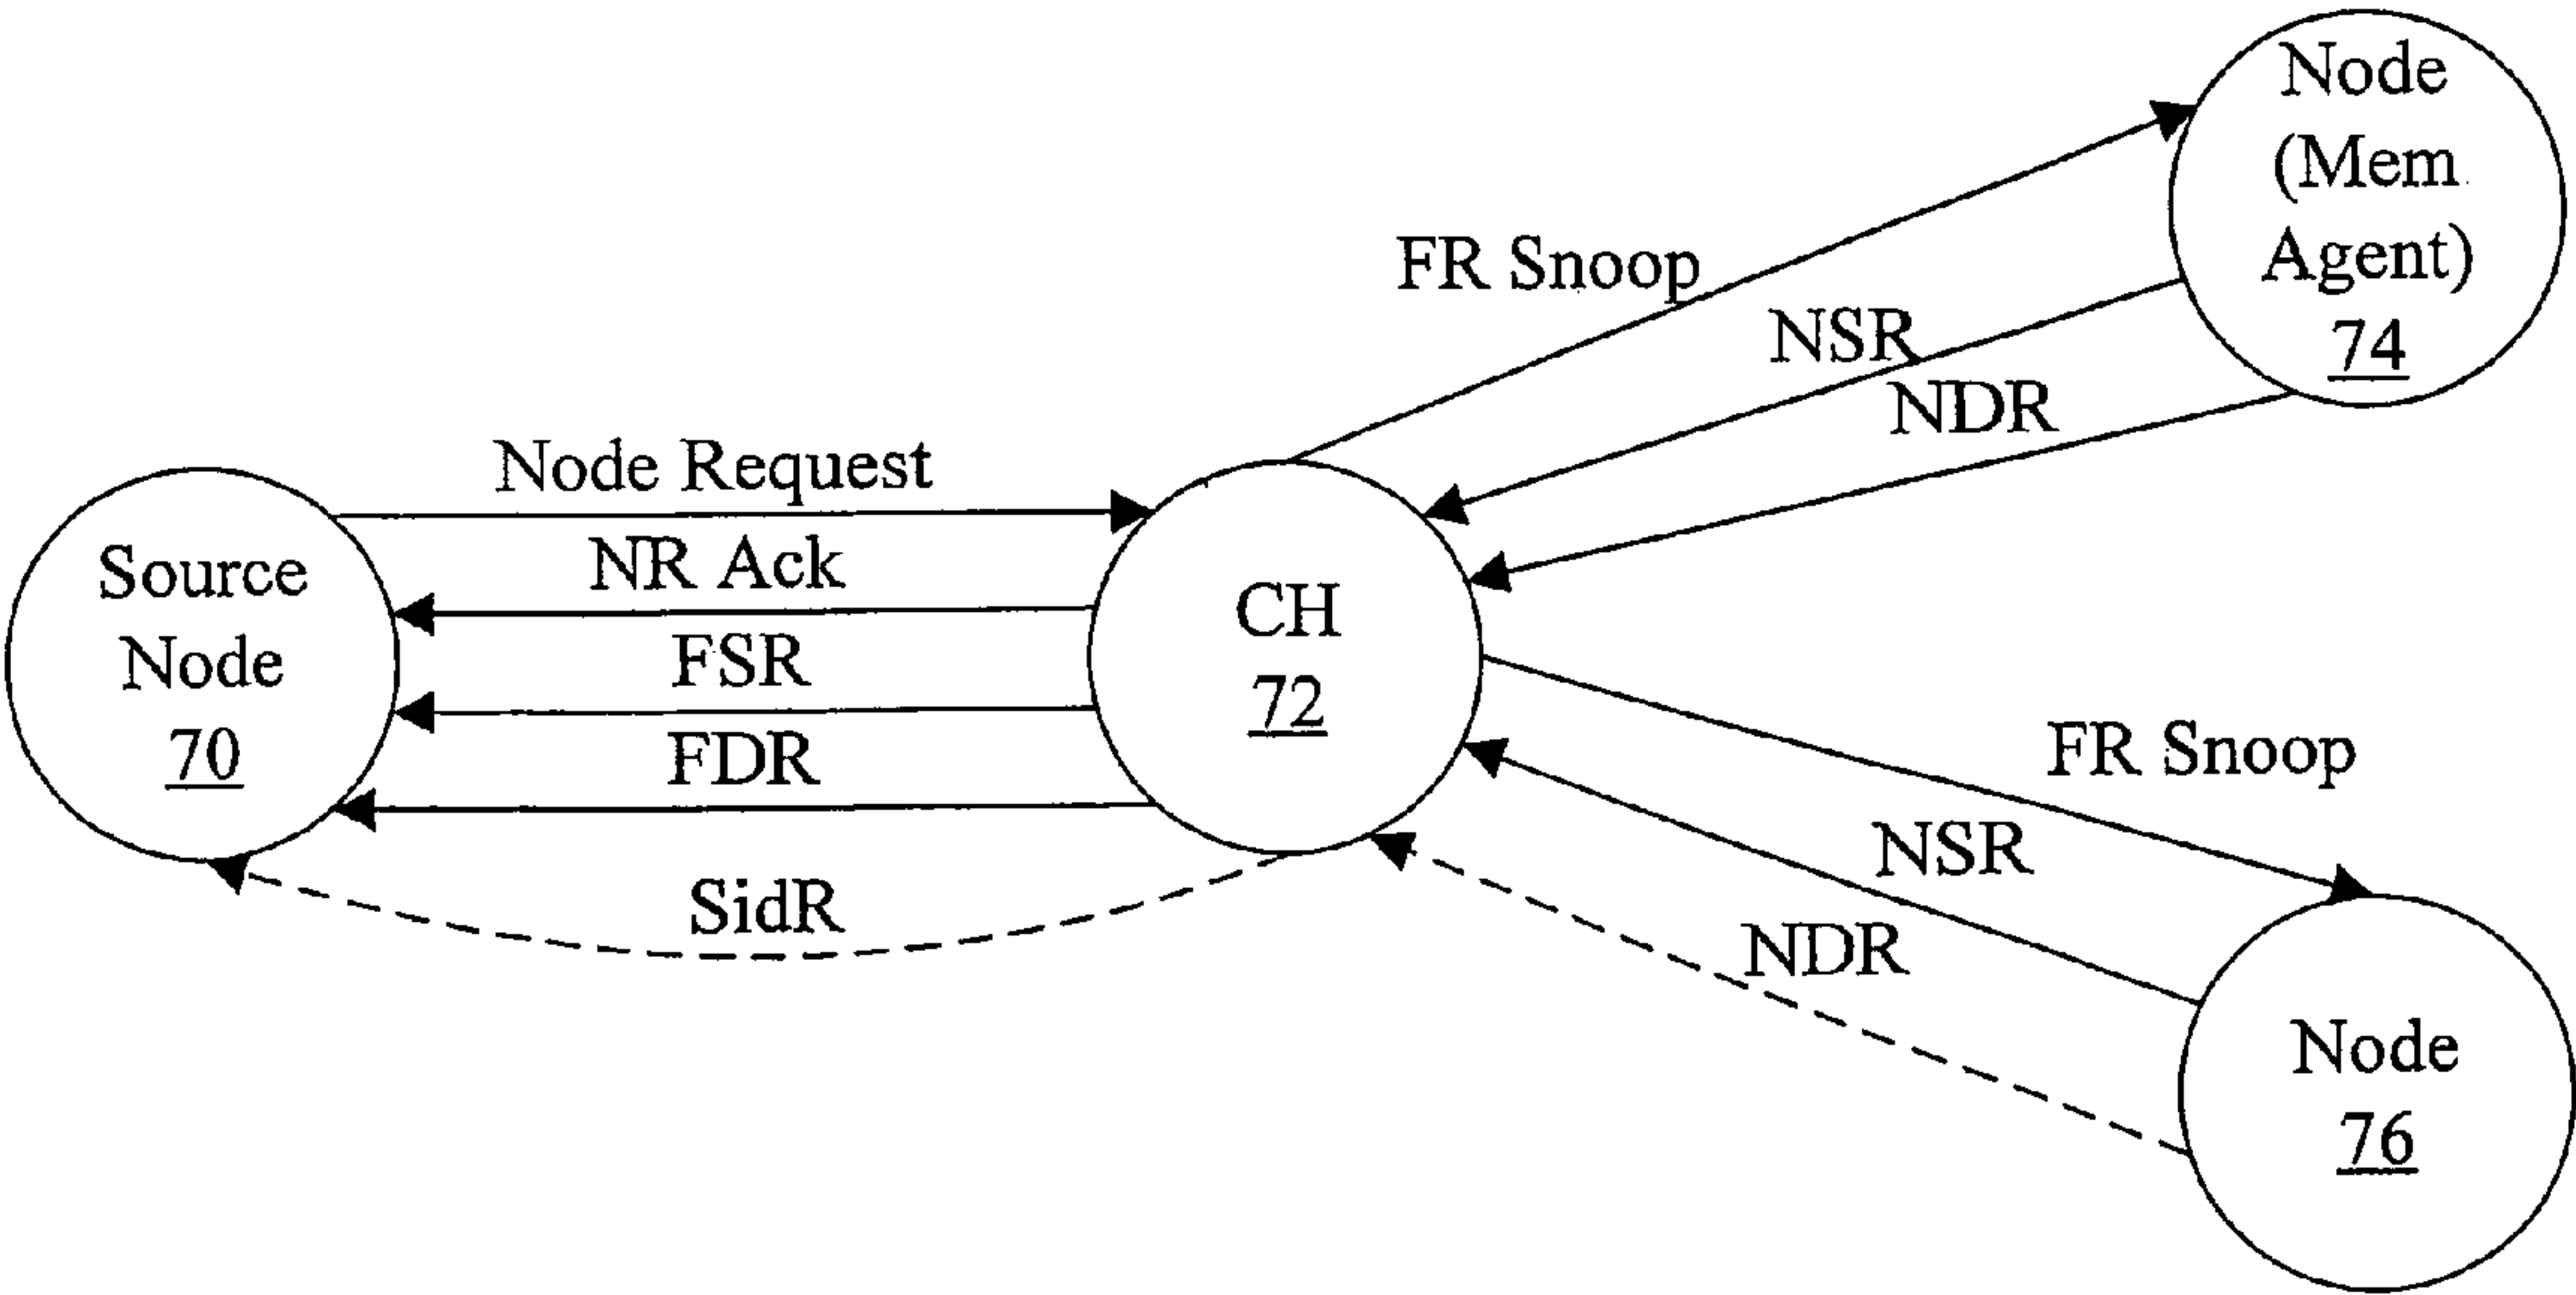 Node
(Mem
Agent)
74
FR Snoop
NSR
NDR
Node Request
NR Ack
FSR
FDR
SidR
Source
Node
70
CH
72
FR Snoop
NSR
NDR
Node
76